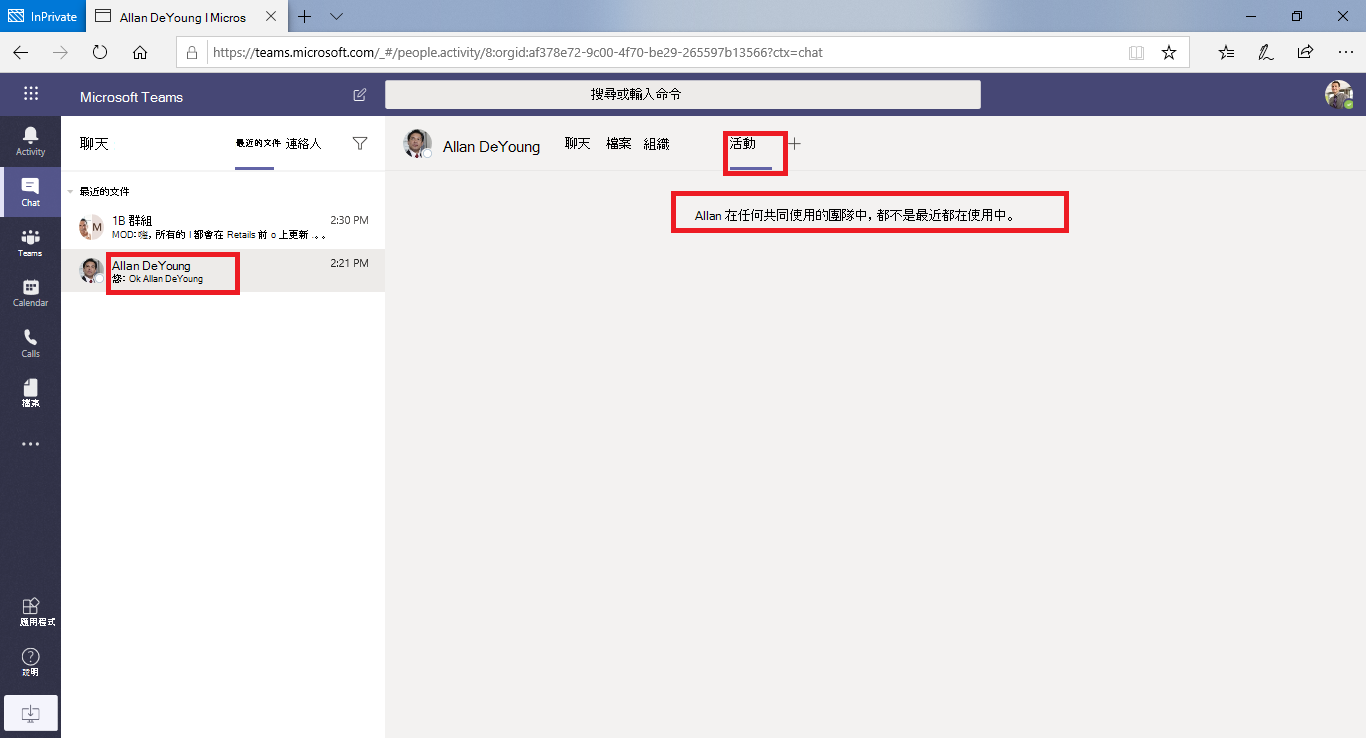 InPrivate
Allan DeYoung | Micros
https://teams.microsoft.com/_#/people.activity/8:orgid:af378e72-9c00-4f70-be29-265597b13566?ctx=chat
Microsoft Teams
搜尋或輸入命令
Activity
Chat
Teams
Calendar
Calls
檔案
應用程式
說明
聊天
最近的文件 連絡人
最近的文件
1B 群組
2:30 PM
MOD: 嗨, 所有的 l 都會在 Retails 前 o 上更新 . 。。
Allan DeYoung
2:21 PM
您: Ok Allan DeYoung
Allan DeYoung 聊天 檔案 組織 活動
Allan 在任何共同使用的團隊中, 都不是最近都在使用中。